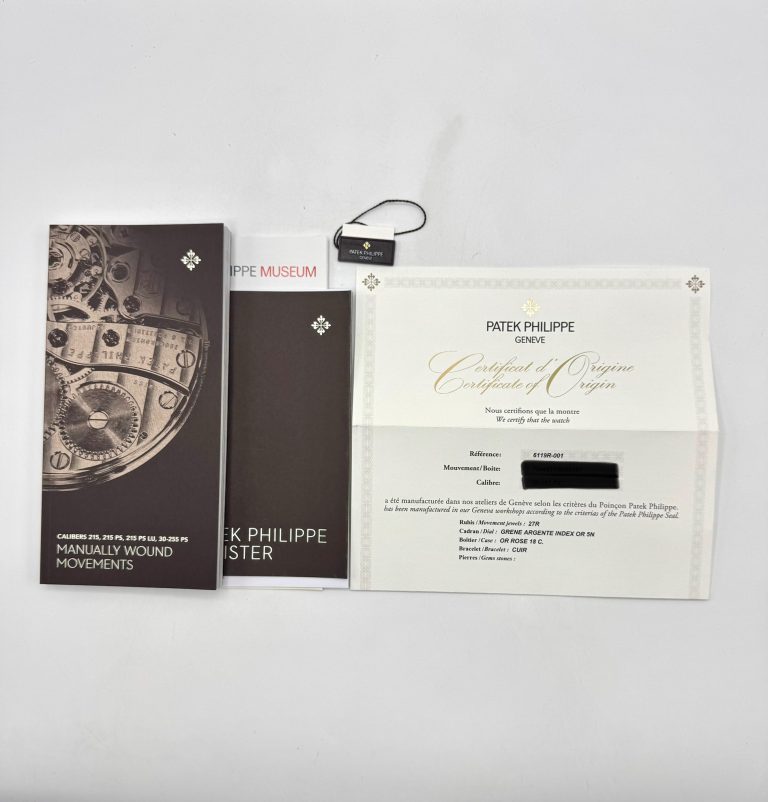 CALIBERS 215, 215 PS, 215 PS LU, 30-255 PS
MANUALLY WOUND
MOVEMENTS
PATEK PHILIPPE
IPPE MUSEUM
EK PHILIPPE
ISTER
PATEK PHILIPPE
GENEVE
PATEK PHILIPPE
GENEVE
Certificat d'Origine
Certificate of Origin
Nous certifions que la montre
We certify that the watch
Référence: 6119R-001
Mouvement/Boîte:
Calibre:
a été manufacturée dans nos ateliers de Genève selon les critères du Poinçon Patek Philippe.
has been manufactured in our Geneva workshops according to the criterias of the Patek Philippe Seal.
Rubis/Movement jewels: 27R
Cadran/Dial: GRENE ARGENTE INDEX OR 5N
Boîtier/Case: OR ROSE 18 C.
Bracelet/Bracelet: CUIR
Pierres/Gems stones: